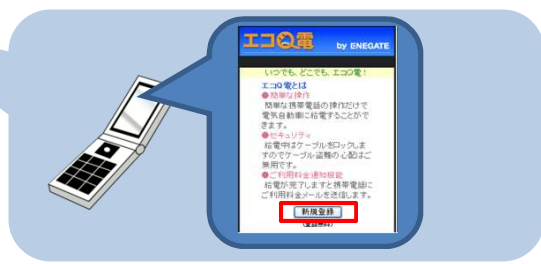 エコQ電 by ENEGATE
いつでも、どこでも、エコQ電！
エコQ電とは
●簡単な操作
簡単な携帯電話の操作だけで
電気自動車に給電することがで
きます。
●セキュリティ
給電中はケーブルをロックしま
すのでケーブル盗難の心配はご
無用です。
●ご利用料金通知機能
給電が完了しますと携帯電話に
ご利用料金メールを送信します。
新規登録
(登録無料)